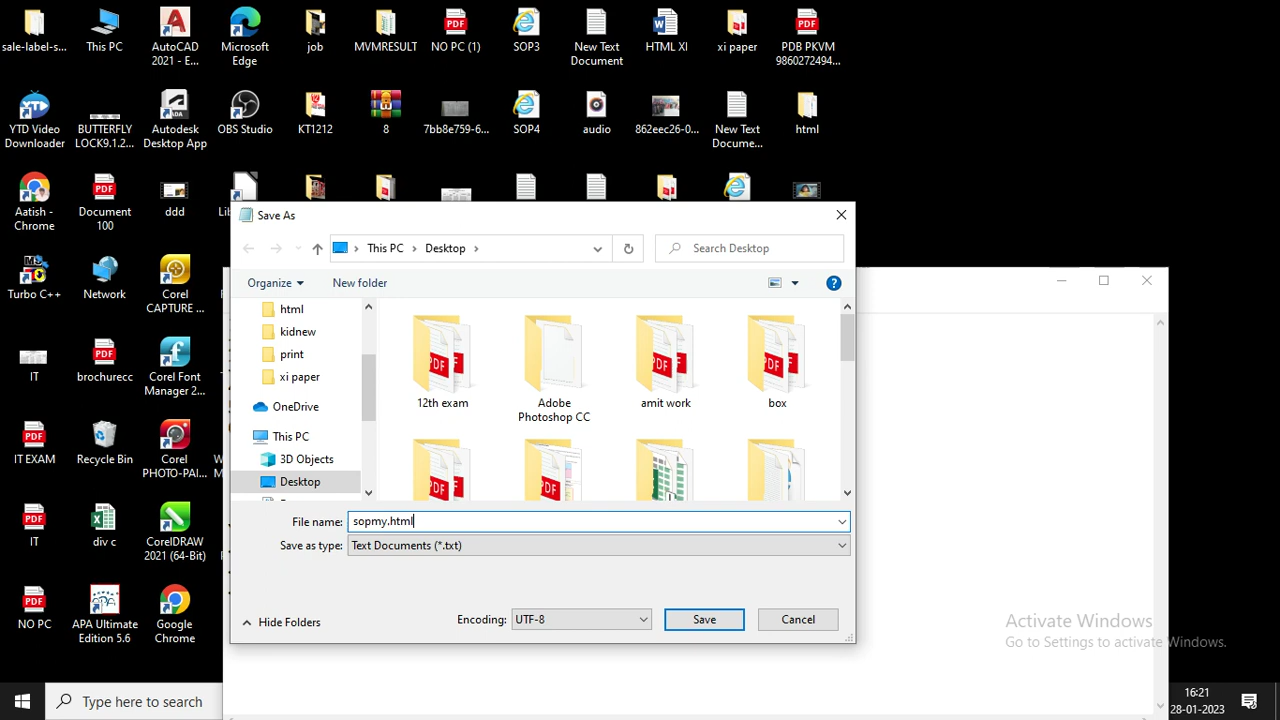 sale-label-s...
This PC
AutoCAD
2021 - E...
Microsoft
Edge
job
MVMRESULT
NO PC (1)
SOP3
New Text
Document
HTML XI
xi paper
PDB PKVM
9860272494...
YTD Video
Downloader
BUTTERFLY
LOCK9.1.2...
Autodesk
Desktop App
OBS Studio
KT1212
8
7bb8e759-6...
SOP4
audio
862eec26-0...
New Text
Docume...
html
Aatish -
Chrome
Document
100
ddd
Save As
This PC
Desktop
Search Desktop
Organize
New folder
html
kidnew
print
xi paper
OneDrive
This PC
3D Objects
Desktop
12th exam
Adobe
Photoshop CC
amit work
box
File name:
sopmy.html
Save as type:
Text Documents (*.txt)
Hide Folders
Encoding:
UTF-8
Save
Cancel
Turbo C++
Network
Corel
CAPTURE ...
IT
brochurecc
Corel Font
Manager 2...
IT EXAM
Recycle Bin
Corel
PHOTO-PAI...
IT
div c
CorelDRAW
2021 (64-Bit)
NO PC
APA Ultimate
Edition 5.6
Google
Chrome
Activate Windows
Go to Settings to activate Windows.
Type here to search
16:21
28-01-2023